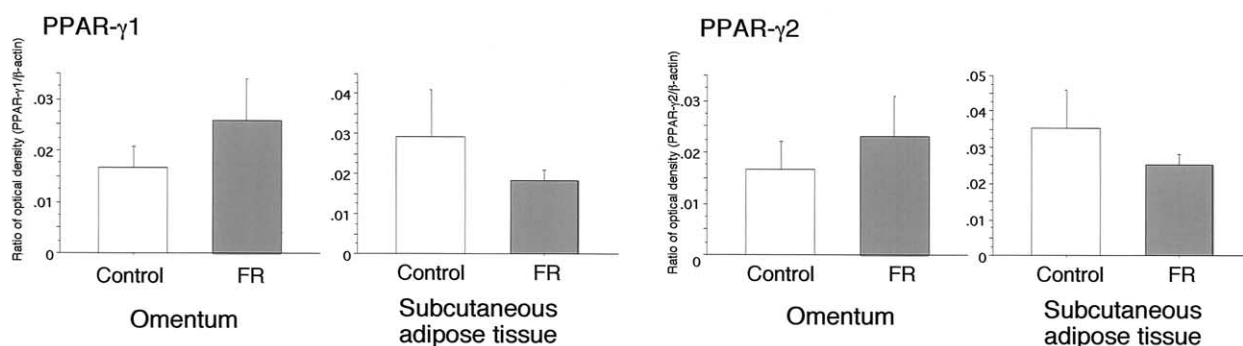 PPAR-γ1
Ratio of optical density (PPAR-γ1/β-actin)
.03
.02
.01
0
Control FR
Omentum
.04
.03
.02
.01
0
Control FR
Subcutaneous
adipose tissue
PPAR-γ2
Ratio of optical density (PPAR-γ2/β-actin)
.03
.02
.01
0
Control FR
Omentum
.05
.04
.03
.02
.01
0
Control FR
Subcutaneous
adipose tissue